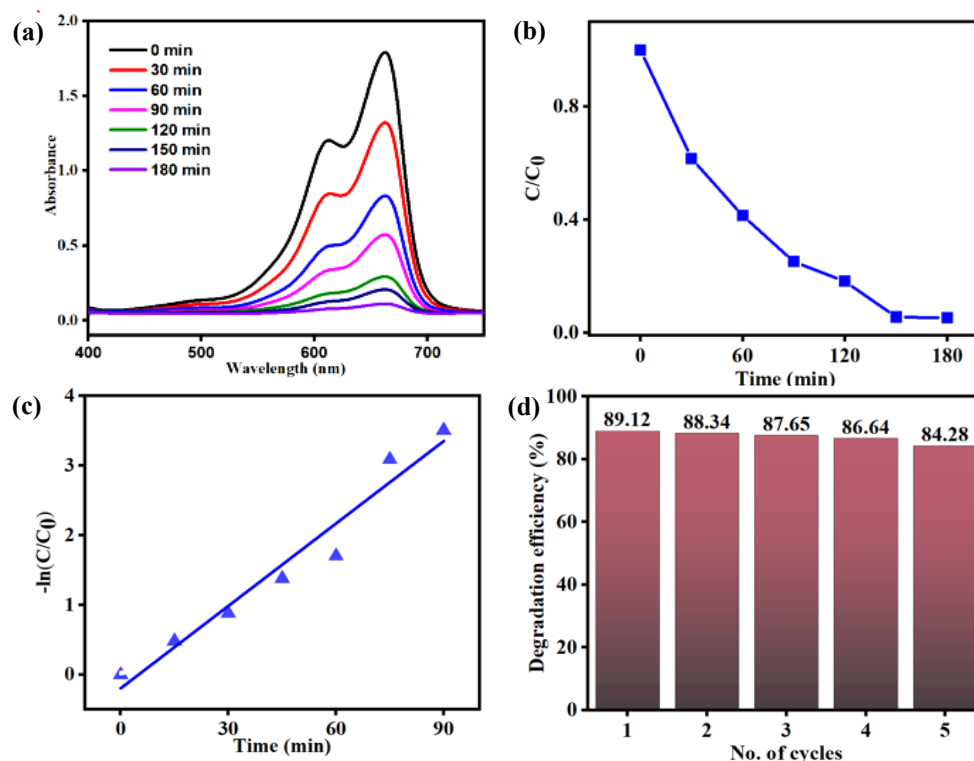 (a)
2.0
1.5
1.0
0.5
0.0
Absorbance
0 min
30 min
60 min
90 min
120 min
150 min
180 min
400
500
600
700
Wavelength (nm)
(b)
0.8
0.4
0.0
C/C0
0
60
120
180
Time (min)
(c)
4
3
2
1
0
-ln(C/C0)
0
30
60
90
Time (min)
(d)
100
80
60
40
20
0
Degradation efficiency (%)
89.12
88.34
87.65
86.64
84.28
1
2
3
4
5
No. of cycles